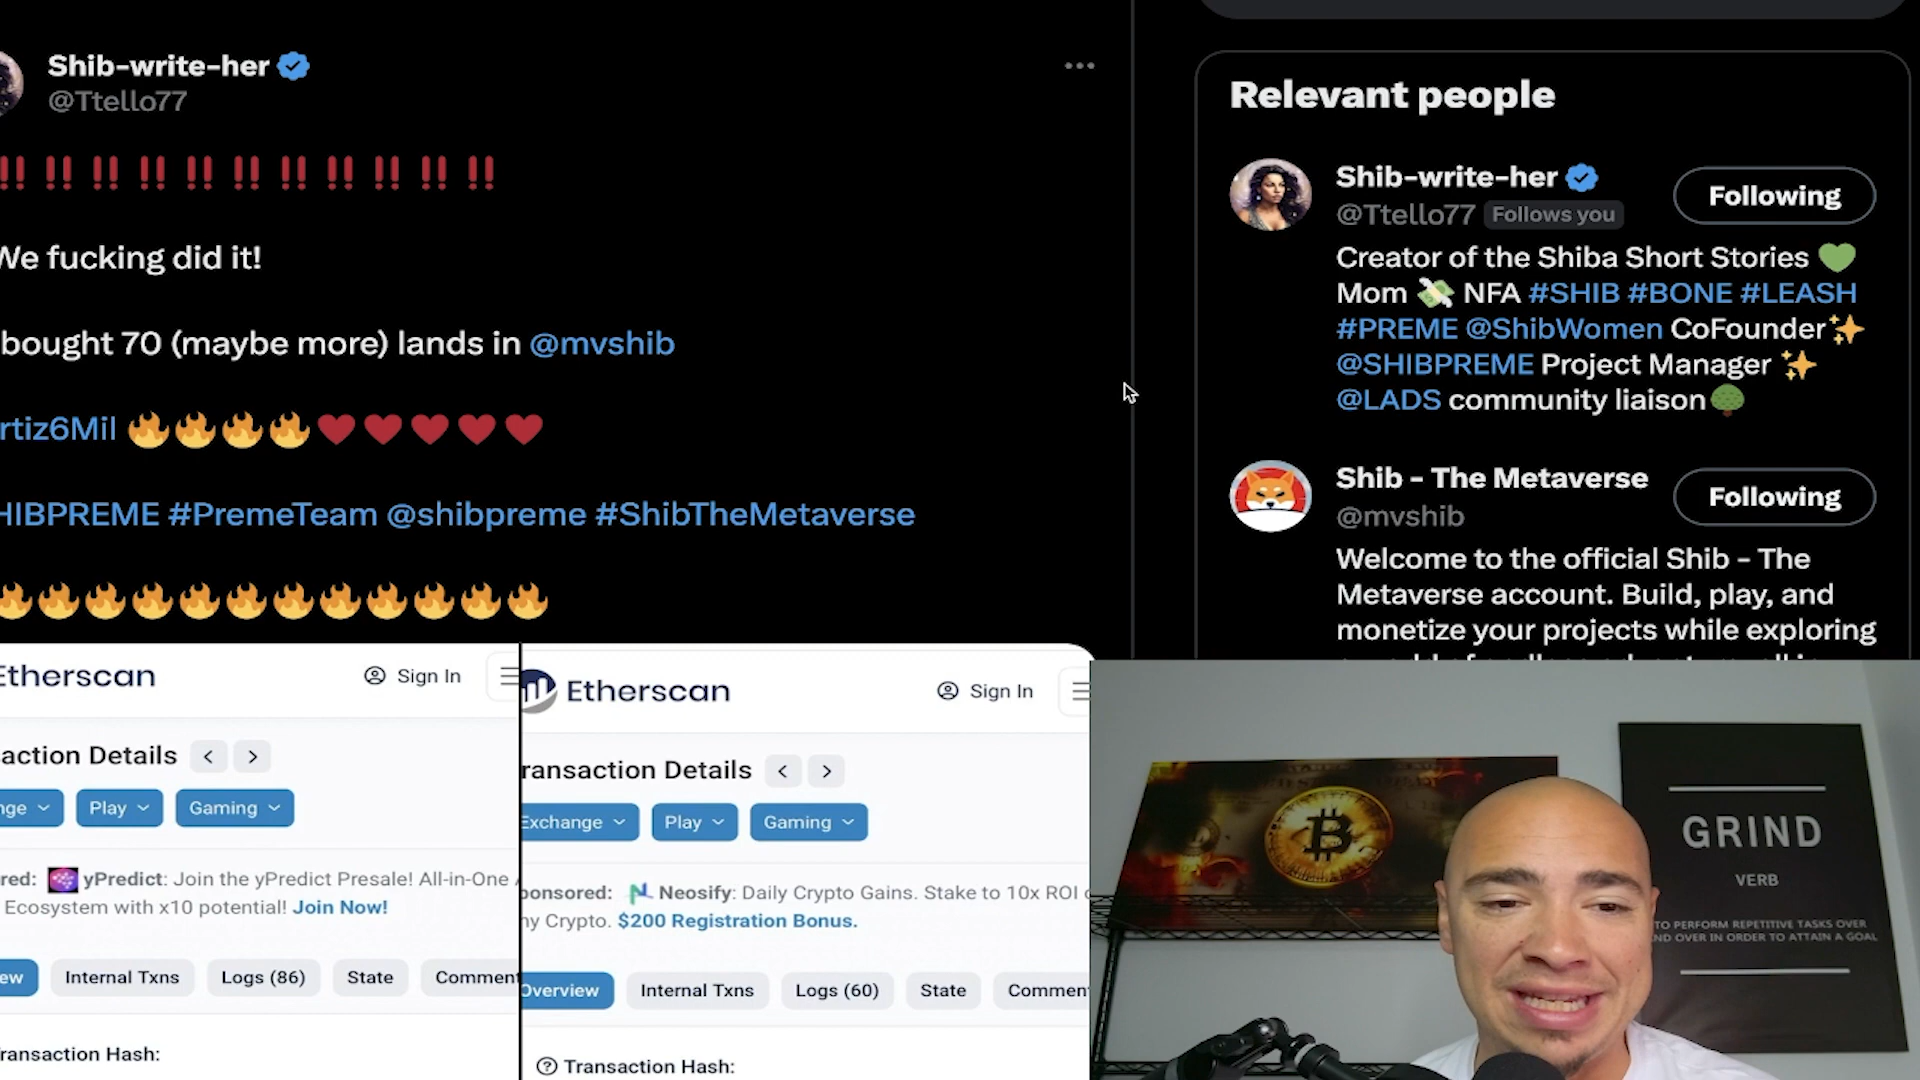 Shib-write-her
@Ttello77
‼ ‼ ‼ ‼ ‼ ‼ ‼ ‼ ‼ ‼ ‼
We fucking did it!
bought 70 (maybe more) lands in @mvshib
rtiz6Mil 🔥🔥🔥🔥❤❤❤❤❤
HIBPREME #PremeTeam @shibpreme #ShibTheMetaverse
🔥🔥🔥🔥🔥🔥🔥🔥🔥🔥🔥🔥
Relevant people
Shib-write-her
Following
@Ttello77 Follows you
Creator of the Shiba Short Stories 💚
Mom 💸 NFA #SHIB #BONE #LEASH
#PREME @ShibWomen CoFounder✨
@SHIBPREME Project Manager ✨
@LADS community liaison🌳
Shib - The Metaverse
Following
@mvshib
Welcome to the official Shib - The
Metaverse account. Build, play, and
monetize your projects while exploring
Etherscan
Sign In
action Details
nge
Play
Gaming
red: yPredict: Join the yPredict Presale! All-in-One
Ecosystem with x10 potential! Join Now!
ew
Internal Txns
Logs (86)
State
Comment
ransaction Hash:
Etherscan
Sign In
ransaction Details
Exchange
Play
Gaming
ponsored: Neosify: Daily Crypto Gains. Stake to 10x ROI
ny Crypto. $200 Registration Bonus.
Overview
Internal Txns
Logs (60)
State
Commen
Transaction Hash:
GRIND
VERB
TO PERFORM REPETITIVE TASKS OVER
ND OVER IN ORDER TO ATTAIN A GOAL